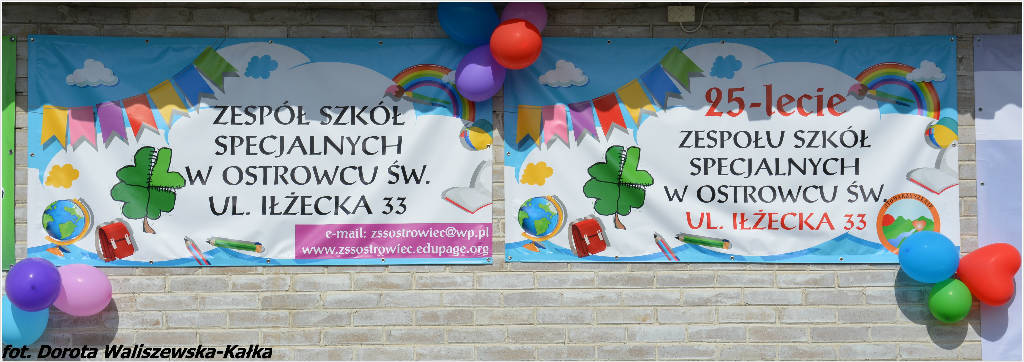 ZESPÓŁ SZKÓŁ
SPECJALNYCH
W OSTROWCU ŚW.
UL. IŁŻECKA 33
e-mail: zssostrowiec@wp.pl
www.zssostrowiec.edupage.org
25-lecie
ZESPOŁU SZKÓŁ
SPECJALNYCH
W OSTROWCU ŚW.
UL. IŁŻECKA 33
STOWARZYSZENIE
fot. Dorota Waliszewska-Kałka